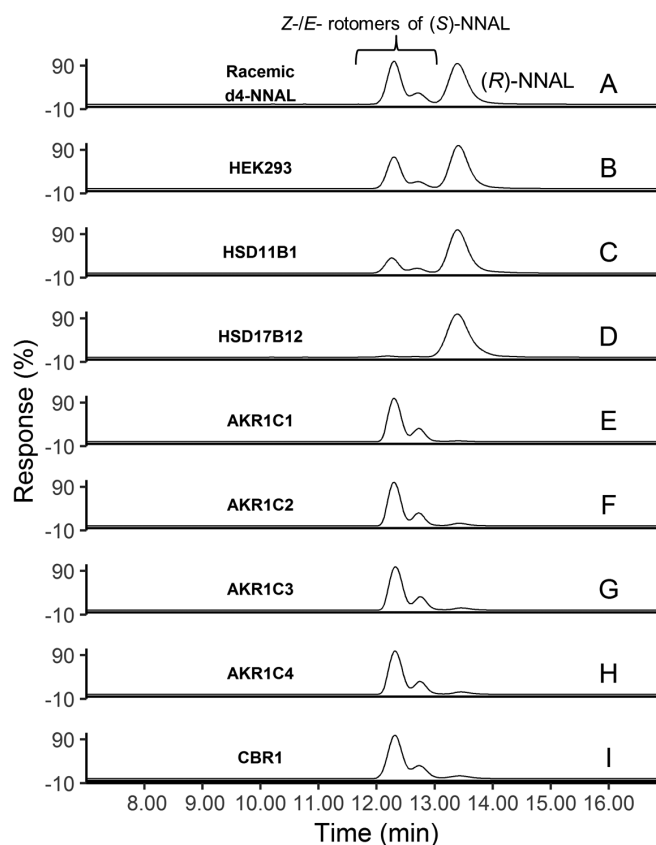 Z-/E- rotomers of (S)-NNAL
90
Racemic
d4-NNAL
(R)-NNAL
A
-10
90
HEK293
B
-10
90
HSD11B1
C
-10
90
HSD17B12
D
-10
90
AKR1C1
E
-10
90
AKR1C2
F
-10
90
AKR1C3
G
-10
90
AKR1C4
H
-10
90
CBR1
I
-10
Response (%)
8.00 9.00 10.00 11.00 12.00 13.00 14.00 15.00 16.00
Time (min)